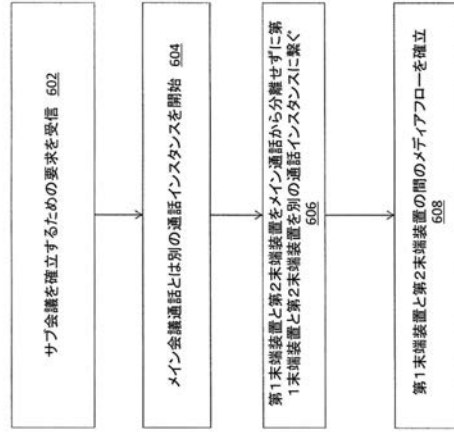 サブ会議を確立するための要求を受信 602
メイン会議通話とは別の通話インスタンスを開始 604
第1末端装置と第2末端装置をメイン通話から分離せずに第
1末端装置と第2末端装置を別の通話インスタンスに繋ぐ
606
第1末端装置と第2末端装置の間のメディアフローを確立
608